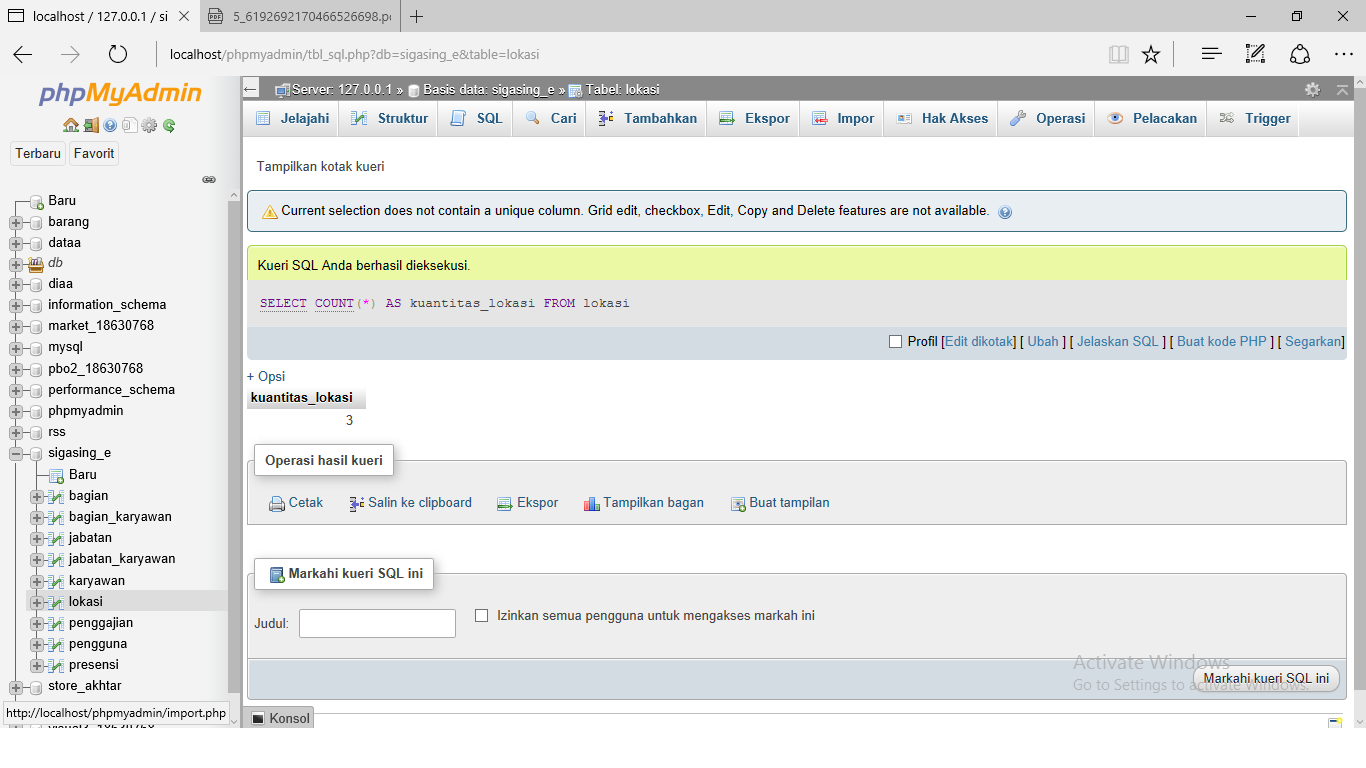 localhost / 127.0.0.1 / si
5_6192692170466526698.p
localhost/phpmyadmin/tbl_sql.php?db=sigasing_e&table=lokasi
phpMyAdmin
Terbaru Favorit
Baru
barang
dataa
db
diaa
information_schema
market_18630768
mysql
pbo2_18630768
performance_schema
phpmyadmin
rss
sigasing_e
Baru
bagian
bagian_karyawan
jabatan
jabatan_karyawan
karyawan
lokasi
penggajian
pengguna
presensi
store_akhtar
http://localhost/phpmyadmin/import.php
Server: 127.0.0.1 » Basis data: sigasing_e » Tabel: lokasi
Jelajahi Struktur SQL Cari Tambahkan Ekspor Impor Hak Akses Operasi Pelacakan Trigger
Tampilkan kotak kueri
Current selection does not contain a unique column. Grid edit, checkbox, Edit, Copy and Delete features are not available.
Kueri SQL Anda berhasil dieksekusi.
SELECT COUNT(*) AS kuantitas_lokasi FROM lokasi
Profil [Edit dikotak] [ Ubah ] [ Jelaskan SQL ] [ Buat kode PHP ] [ Segarkan]
+ Opsi
kuantitas_lokasi
3
Operasi hasil kueri
Cetak Salin ke clipboard Ekspor Tampilkan bagan Buat tampilan
Markahi kueri SQL ini
Judul: Izinkan semua pengguna untuk mengakses markah ini
Activate Windows
Go to Settings to activate Windows.
Markahi kueri SQL ini
Konsol